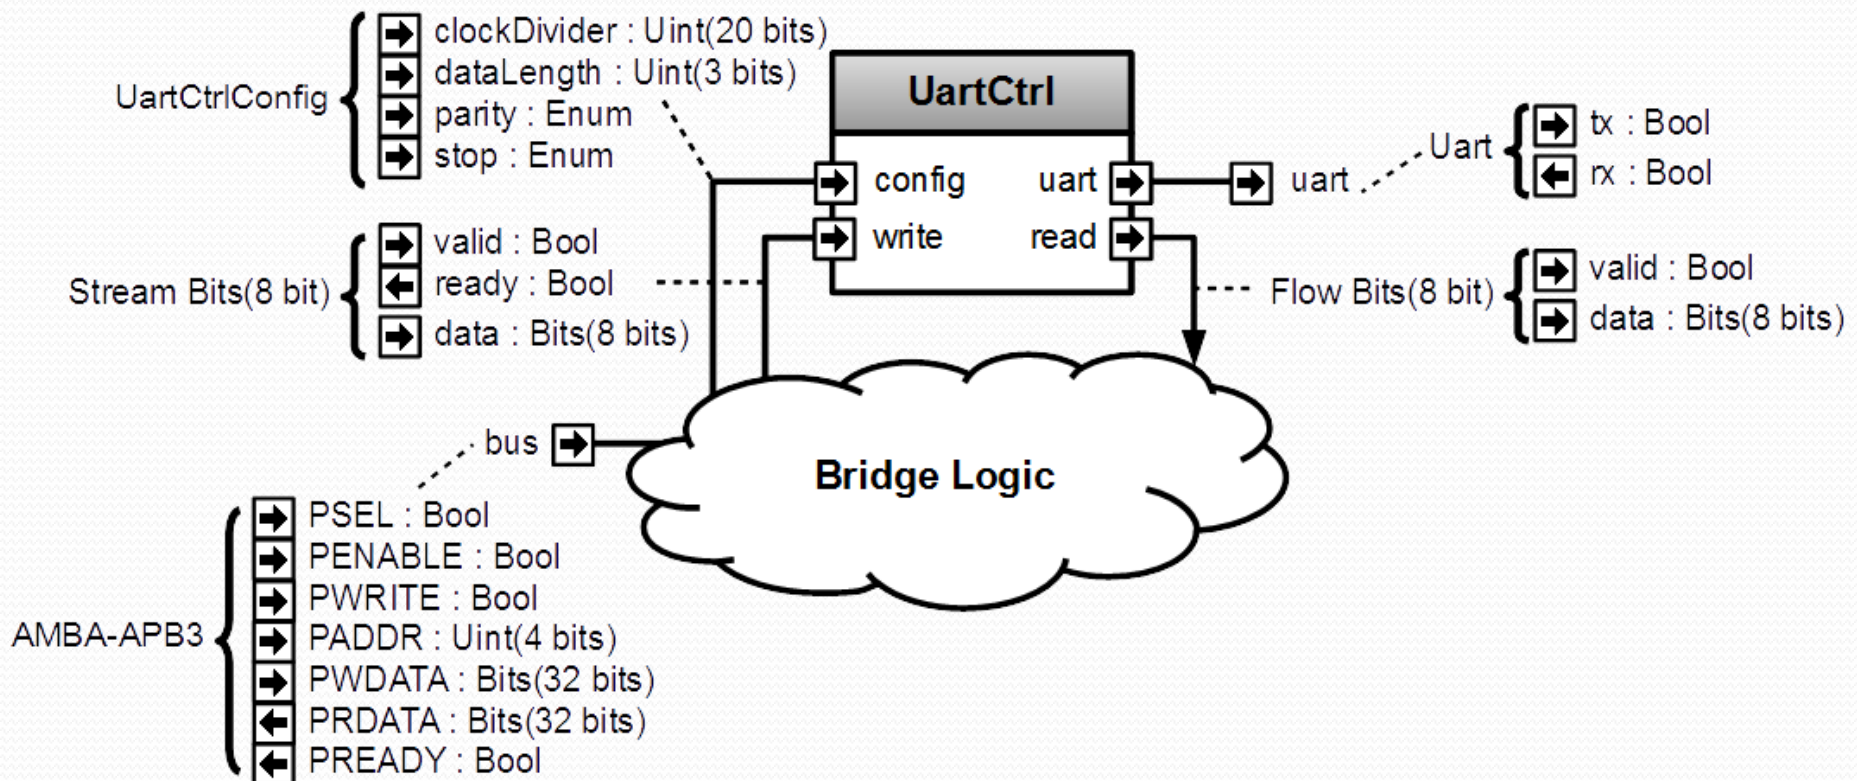 UartCtrlConfig
clockDivider : Uint(20 bits)
dataLength : Uint(3 bits)
parity : Enum
stop : Enum
UartCtrl
config
uart
write
read
uart
Uart
tx : Bool
rx : Bool
Stream Bits(8 bit)
valid : Bool
ready : Bool
data : Bits(8 bits)
Flow Bits(8 bit)
valid : Bool
data : Bits(8 bits)
bus
Bridge Logic
AMBA-APB3
PSEL : Bool
PENABLE : Bool
PWRITE : Bool
PADDR : Uint(4 bits)
PWDATA : Bits(32 bits)
PRDATA : Bits(32 bits)
PREADY : Bool